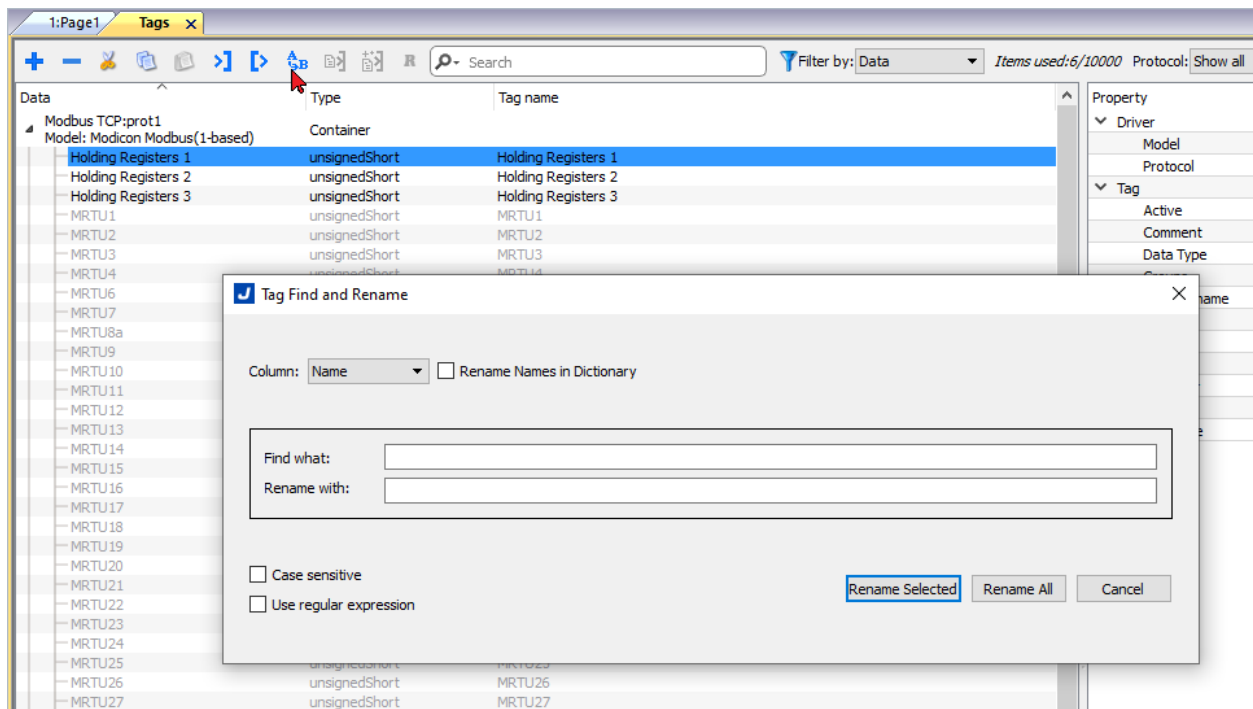 1:Page1 Tags
Search Filter by: Data Items used:6/10000 Protocol: Show all
Data Type Tag name Property
Modbus TCP:prot1
Model: Modicon Modbus(1-based) Container
Driver
Model
Protocol
Tag
Active
Comment
Data Type
Holding Registers 1 unsignedShort Holding Registers 1
Holding Registers 2 unsignedShort Holding Registers 2
Holding Registers 3 unsignedShort Holding Registers 3
MRTU1 unsignedShort MRTU1
MRTU2 unsignedShort MRTU2
MRTU3 unsignedShort MRTU3
MRTU4 unsignedShort MRTU4
MRTU6
MRTU7
MRTU8a
MRTU9
MRTU10
MRTU11
MRTU12
MRTU13
MRTU14
MRTU15
MRTU16
MRTU17
MRTU18
MRTU19
MRTU20
MRTU21
MRTU22
MRTU23
MRTU24
MRTU25 unsignedShort MRTU25
MRTU26 unsignedShort MRTU26
MRTU27 unsignedShort MRTU27
Tag Find and Rename
Column: Name Rename Names in Dictionary
Find what:
Rename with:
Case sensitive
Use regular expression
Rename Selected Rename All Cancel